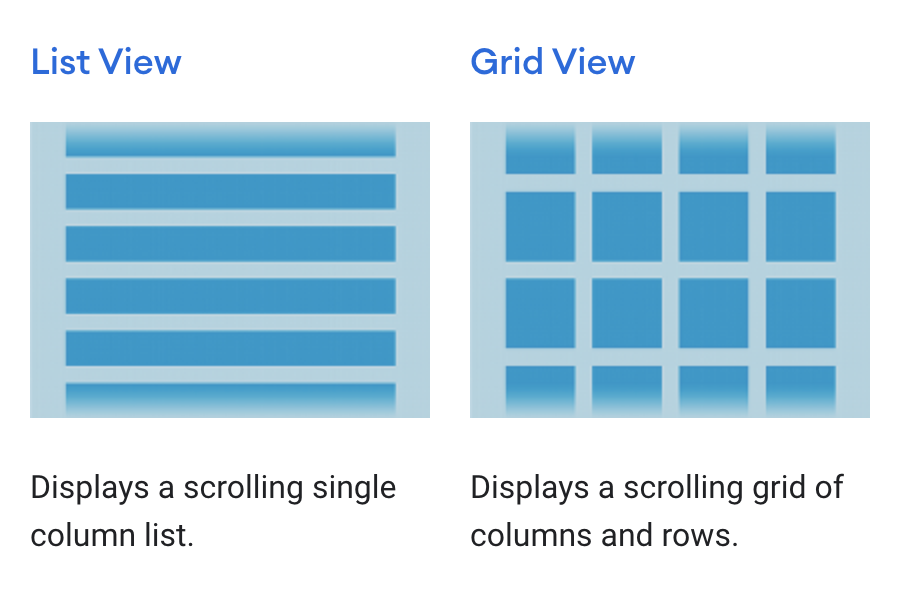 List View
Grid View
Displays a scrolling single
column list.
Displays a scrolling grid of
columns and rows.